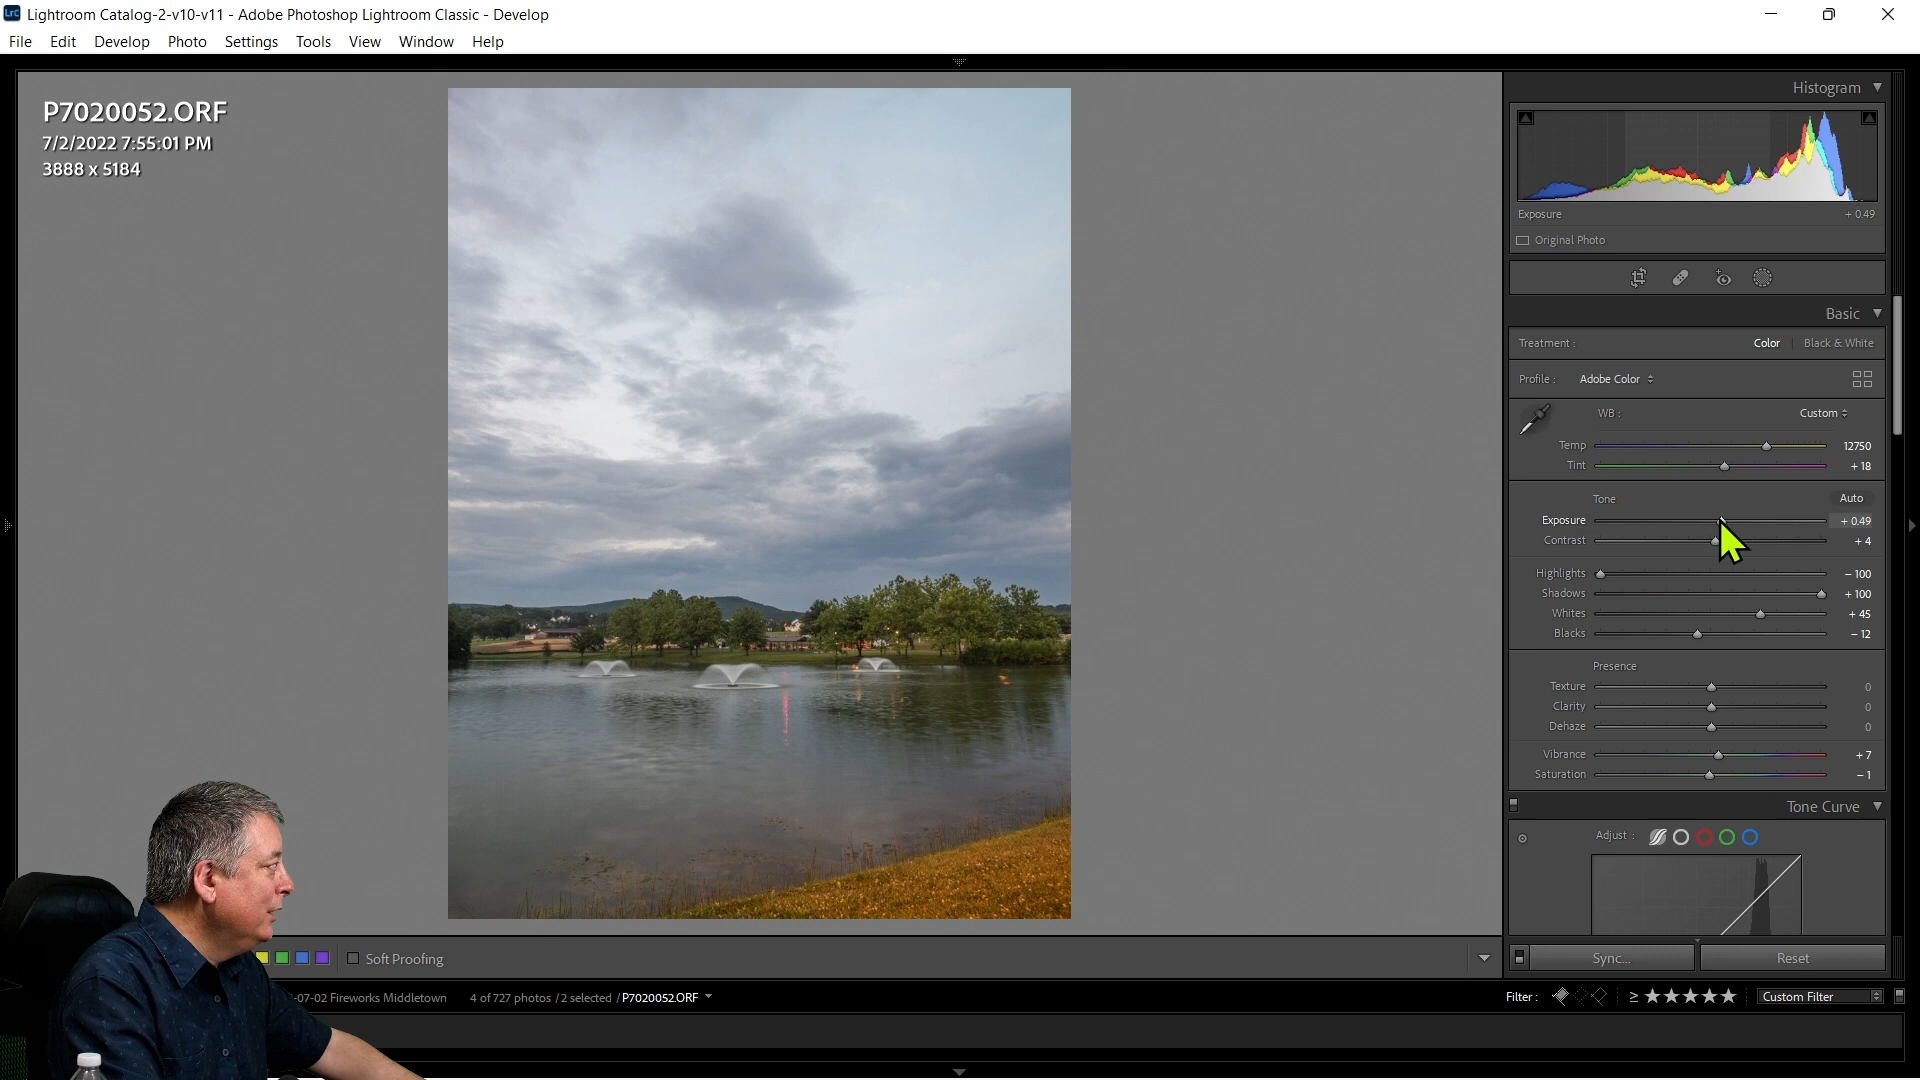 Lightroom Catalog-2-v10-v11 - Adobe Photoshop Lightroom Classic - Develop
File Edit Develop Photo Settings Tools View Window Help
P7020052.ORF
7/2/2022 7:55:01 PM
3888 x 5184
Histogram
Exposure + 0.49
Original Photo
Basic
Treatment : Color Black & White
Profile : Adobe Color
WB : Custom
Temp 12750
Tint + 18
Tone Auto
Exposure + 0.49
Contrast + 4
Highlights − 100
Shadows + 100
Whites + 45
Blacks − 12
Presence
Texture 0
Clarity 0
Dehaze 0
Vibrance + 7
Saturation − 1
Tone Curve
Adjust :
Soft Proofing
Sync... Reset
-07-02 Fireworks Middletown 4 of 727 photos / 2 selected / P7020052.ORF
Filter : ≥ ★★★★★ Custom Filter